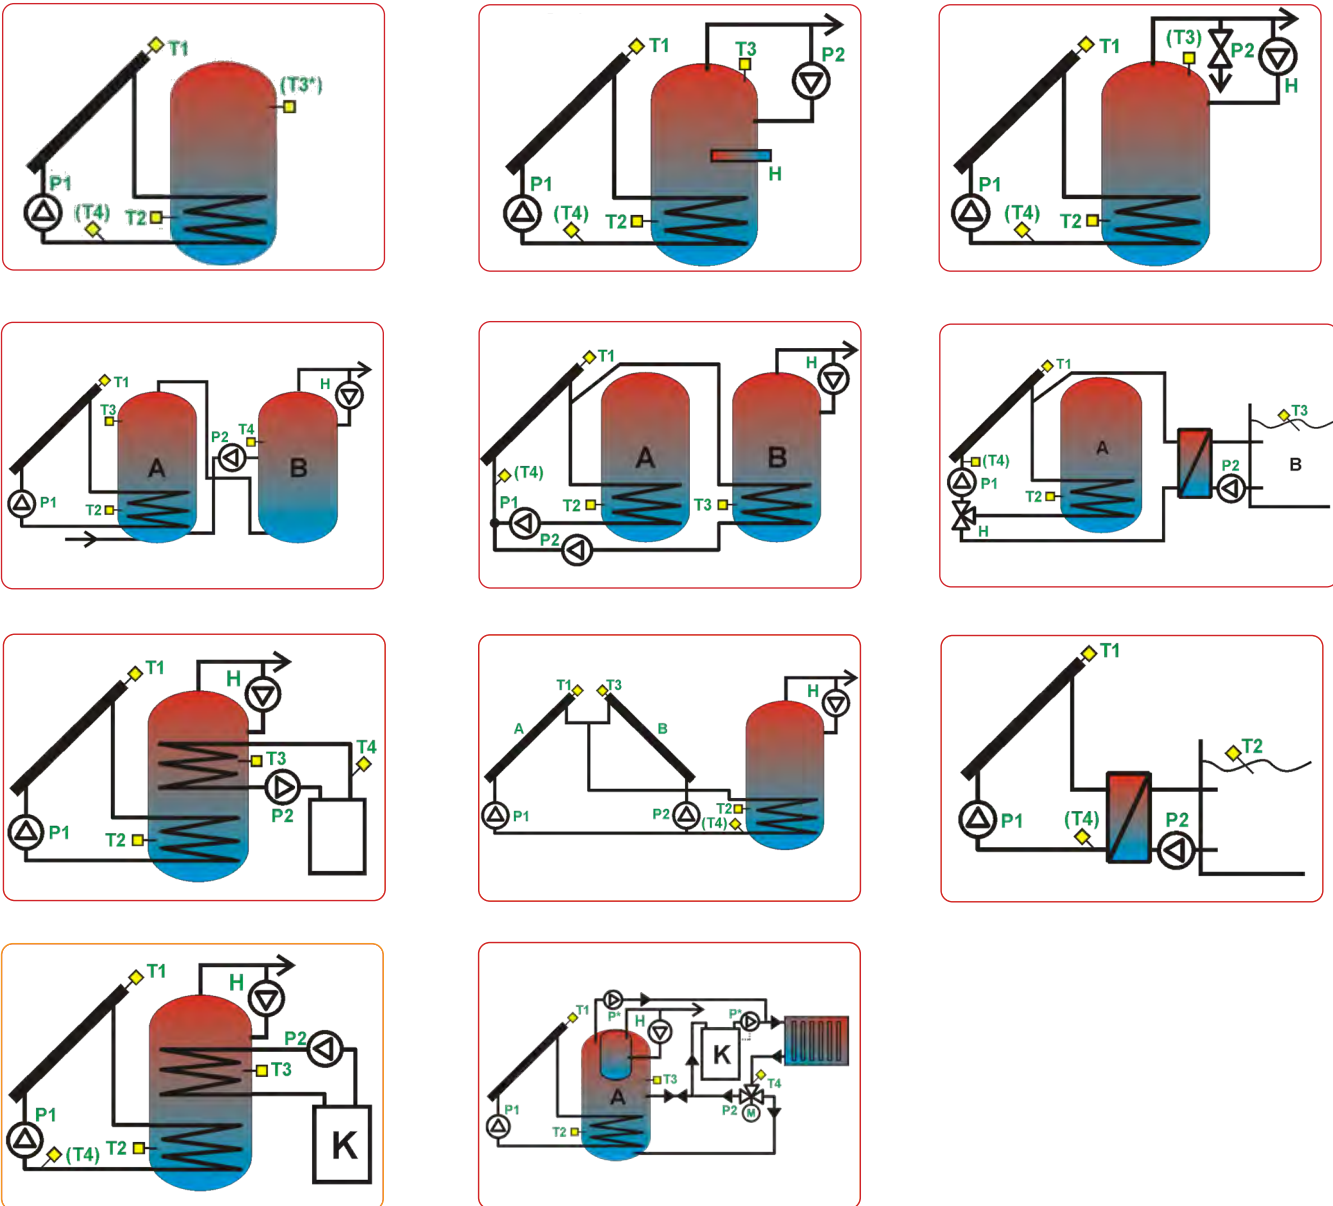 T1
(T3*)
P1
(T4)
T2
T1
T3
P2
H
P1
(T4)
T2
T1
(T3)
P2
H
P1
(T4)
T2
T1
T3
A
P2
T4
H
B
P1
T2
T1
H
A
B
(T4)
P1
T2
T3
P2
T1
T3
A
B
(T4)
P1
P2
T2
H
T1
H
T4
T3
P2
P1
T2
T1
T3
H
A
B
P1
P2
T2
(T4)
T1
T2
P1
(T4)
P2
T1
H
P2
T3
P1
T2
(T4)
K
T1
P*
H
P*
K
T3
T4
A
P2
M
P1
T2